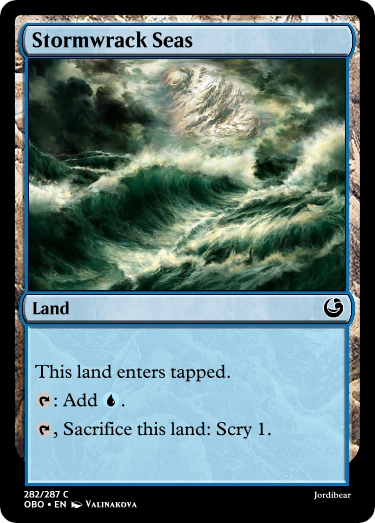 Stormwrack Seas
Land
This land enters tapped.
: Add .
, Sacrifice this land: Scry 1.
282/287 C
OBO • EN Valinakova
Jordibear